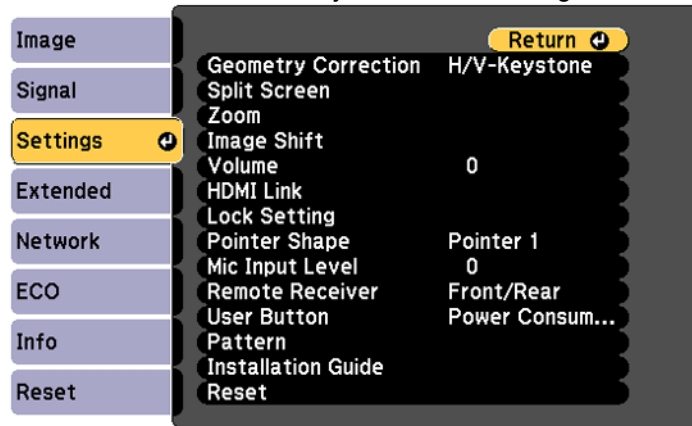 Image
Signal
Settings
Extended
Network
ECO
Info
Reset
Return
Geometry Correction H/V-Keystone
Split Screen
Zoom
Image Shift
Volume 0
HDMI Link
Lock Setting
Pointer Shape Pointer 1
Mic Input Level 0
Remote Receiver Front/Rear
User Button Power Consum...
Pattern
Installation Guide
Reset